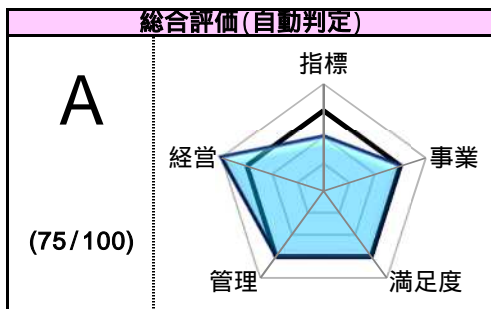 総合評価(自動判定)
A
(75/100)
指標
経営
事業
管理
満足度